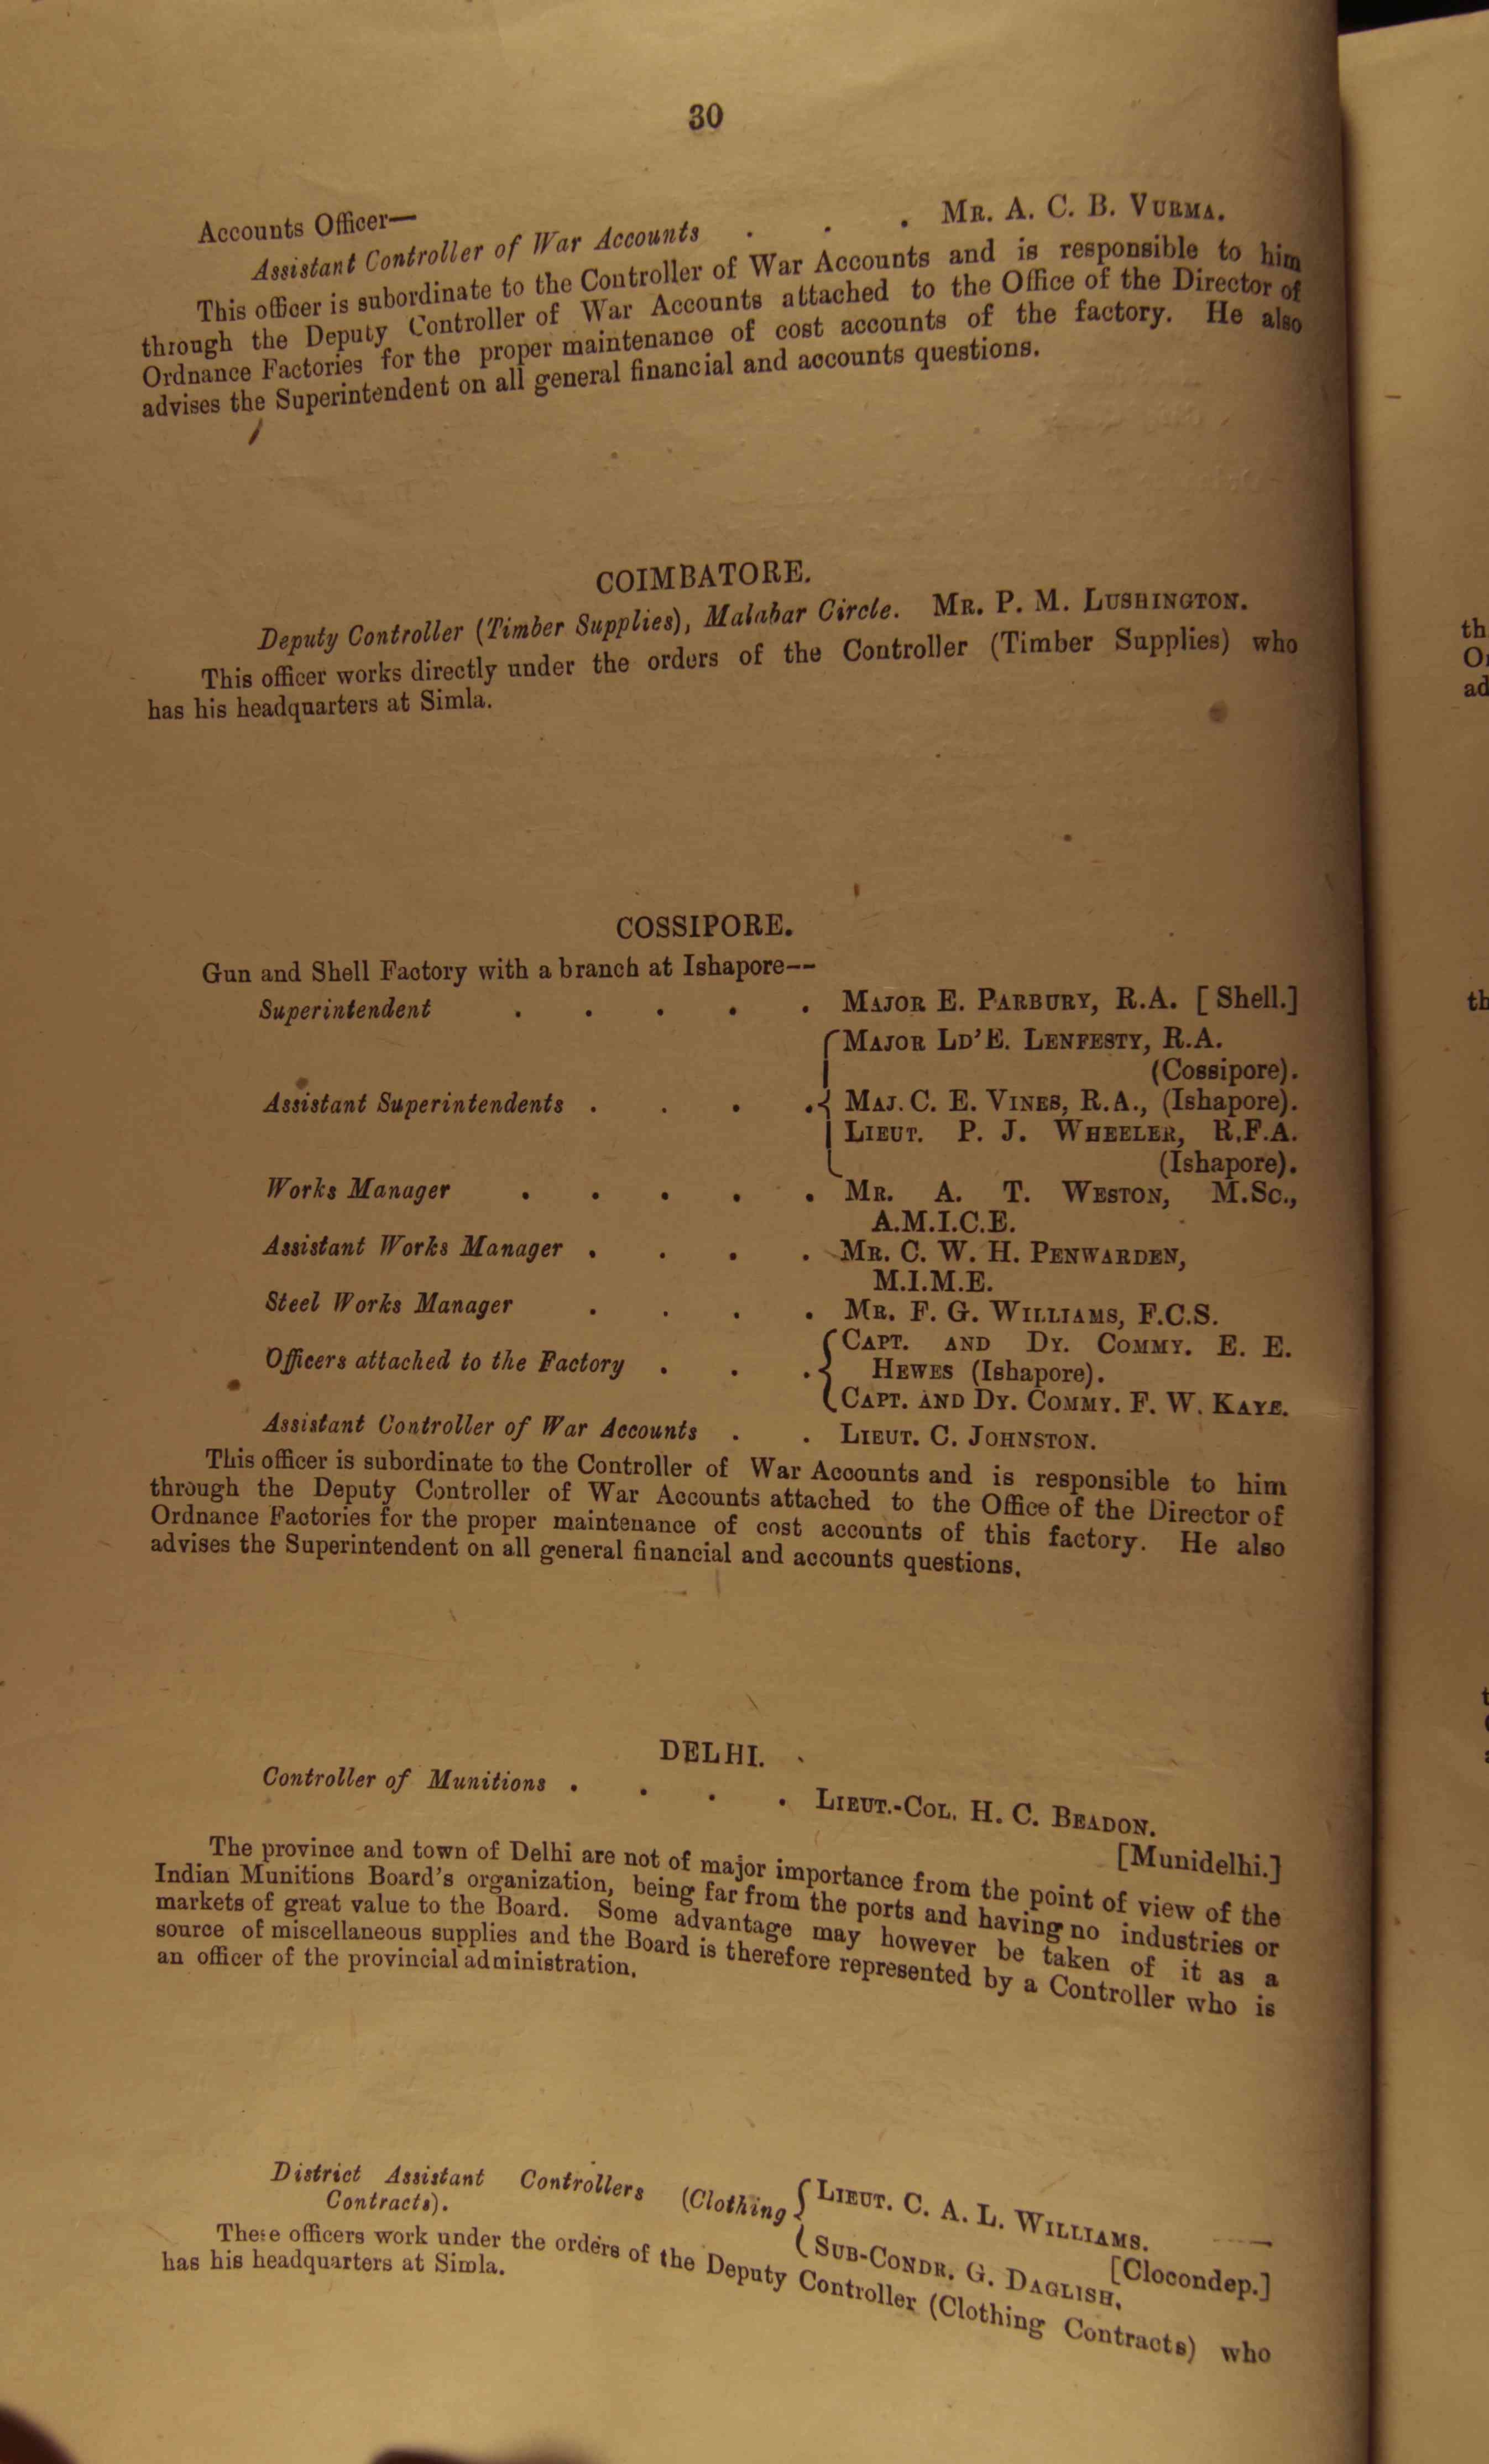 30
Accounts Officer—
Assistant Controller of War Accounts . . . MR. A. C. B. VURMA.
This officer is subordinate to the Controller of War Accounts and is responsible to him
through the Deputy Controller of War Accounts attached to the Office of the Director of
Ordnance Factories for the proper maintenance of cost accounts of the factory. He also
advises the Superintendent on all general financial and accounts questions.
COIMBATORE.
Deputy Controller (Timber Supplies), Malabar Circle. MR. P. M. LUSHINGTON.
This officer works directly under the orders of the Controller (Timber Supplies) who
has his headquarters at Simla.
COSSIPORE.
Gun and Shell Factory with a branch at Ishapore--
Superintendent . . . . . MAJOR E. PARBURY, R.A. [Shell.]
MAJOR LD'E. LENFESTY, R.A.
(Cossipore).
Assistant Superintendents . . . . MAJ. C. E. VINES, R.A., (Ishapore).
LIEUT. P. J. WHEELER, R.F.A.
(Ishapore).
Works Manager . . . . . MR. A. T. WESTON, M.SC.,
A.M.I.C.E.
Assistant Works Manager . . . . MR. C. W. H. PENWARDEN,
M.I.M.E.
Steel Works Manager . . . . MR. F. G. WILLIAMS, F.C.S.
CAPT. AND DY. COMMY. E. E.
Officers attached to the Factory . . . HEWES (Ishapore).
CAPT. AND DY. COMMY. F. W. KAYE.
Assistant Controller of War Accounts . . LIEUT. C. JOHNSTON.
This officer is subordinate to the Controller of War Accounts and is responsible to him
through the Deputy Controller of War Accounts attached to the Office of the Director of
Ordnance Factories for the proper maintenance of cost accounts of this factory. He also
advises the Superintendent on all general financial and accounts questions.
DELHI.
Controller of Munitions . . . . LIEUT.-COL. H. C. BEADON.
[Munidelhi.]
The province and town of Delhi are not of major importance from the point of view of the
Indian Munitions Board's organization, being far from the ports and having no industries or
markets of great value to the Board. Some advantage may however be taken of it as a
source of miscellaneous supplies and the Board is therefore represented by a Controller who is
an officer of the provincial administration.
District Assistant Controllers (Clothing LIEUT. C. A. L. WILLIAMS.
[Clocondep.]
Contracts). SUB-CONDR. G. DAGLISH.
These officers work under the orders of the Deputy Controller (Clothing Contracts) who
has his headquarters at Simla.
th
O
ad
th